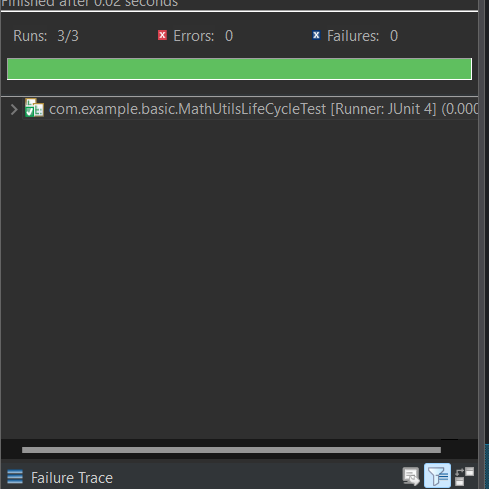 Finished after 0.02 seconds
Runs: 3/3 Errors: 0 Failures: 0
com.example.basic.MathUtilsLifeCycleTest [Runner: JUnit 4] (0.000
Failure Trace